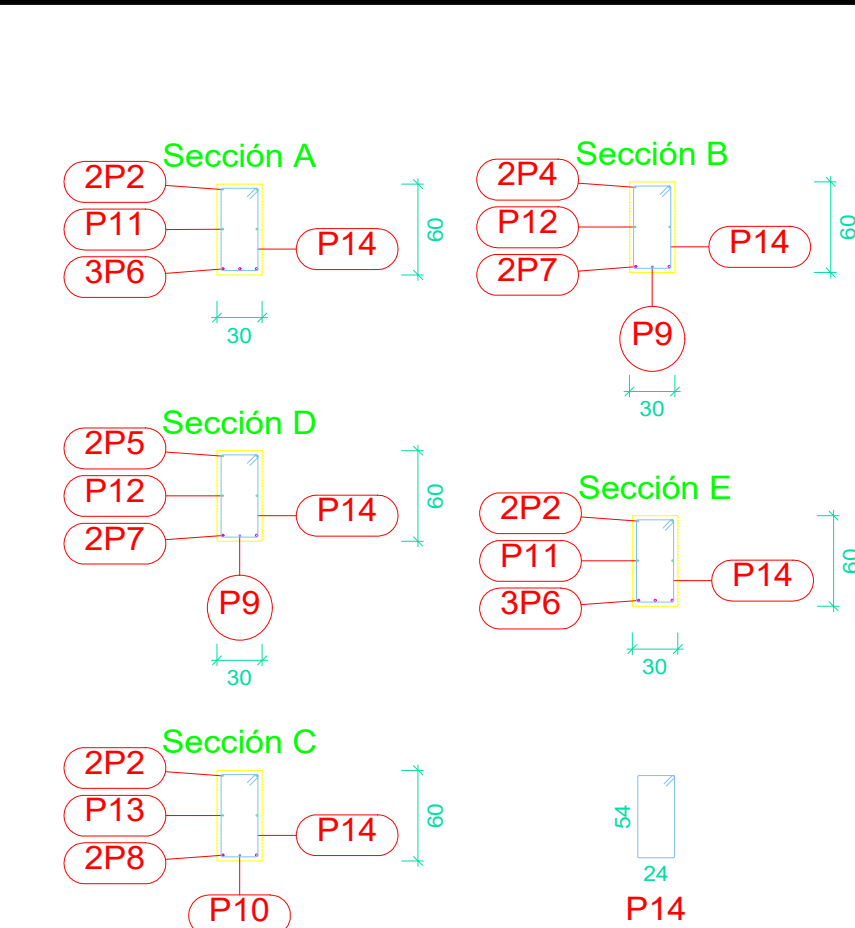 Sección A
2P2
P11
3P6
P14
60
30
Sección B
2P4
P12
2P7
P14
P9
60
30
Sección D
2P5
P12
2P7
P14
P9
60
30
Sección E
2P2
P11
3P6
P14
60
30
Sección C
2P2
P13
2P8
P14
P10
60
54
24
P14